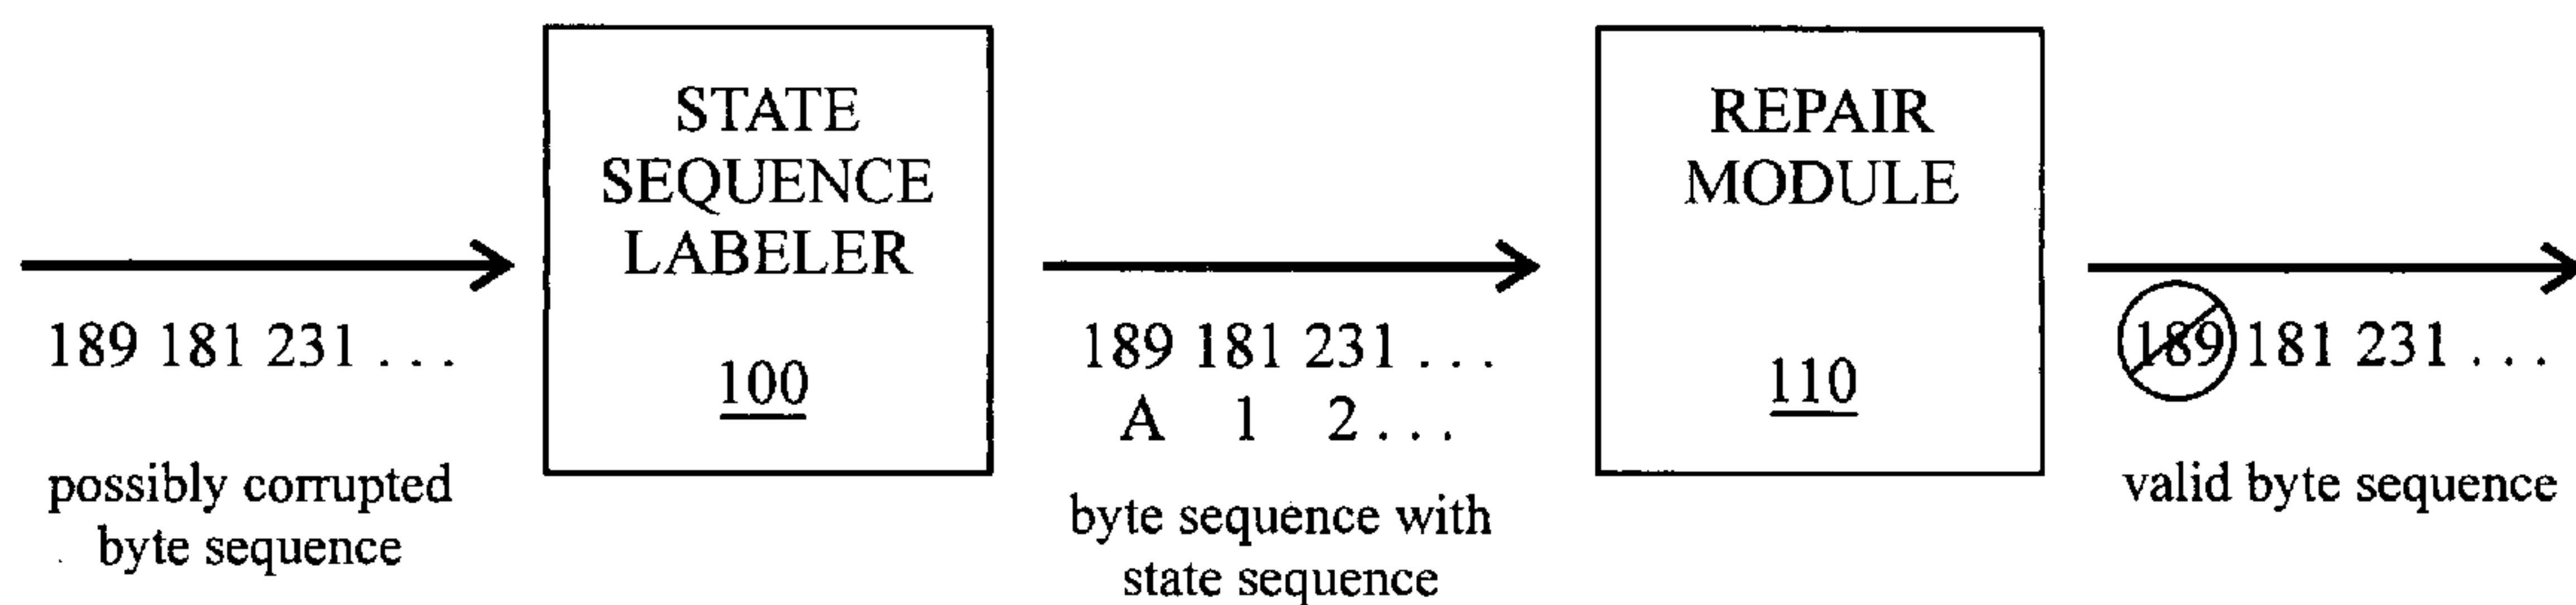 STATE
SEQUENCE
LABELER
100
REPAIR
MODULE
110
189 181 231 . . .
possibly corrupted
byte sequence
189 181 231 . . .
A 1 2 . . .
byte sequence with
state sequence
189 181 231 . . .
valid byte sequence